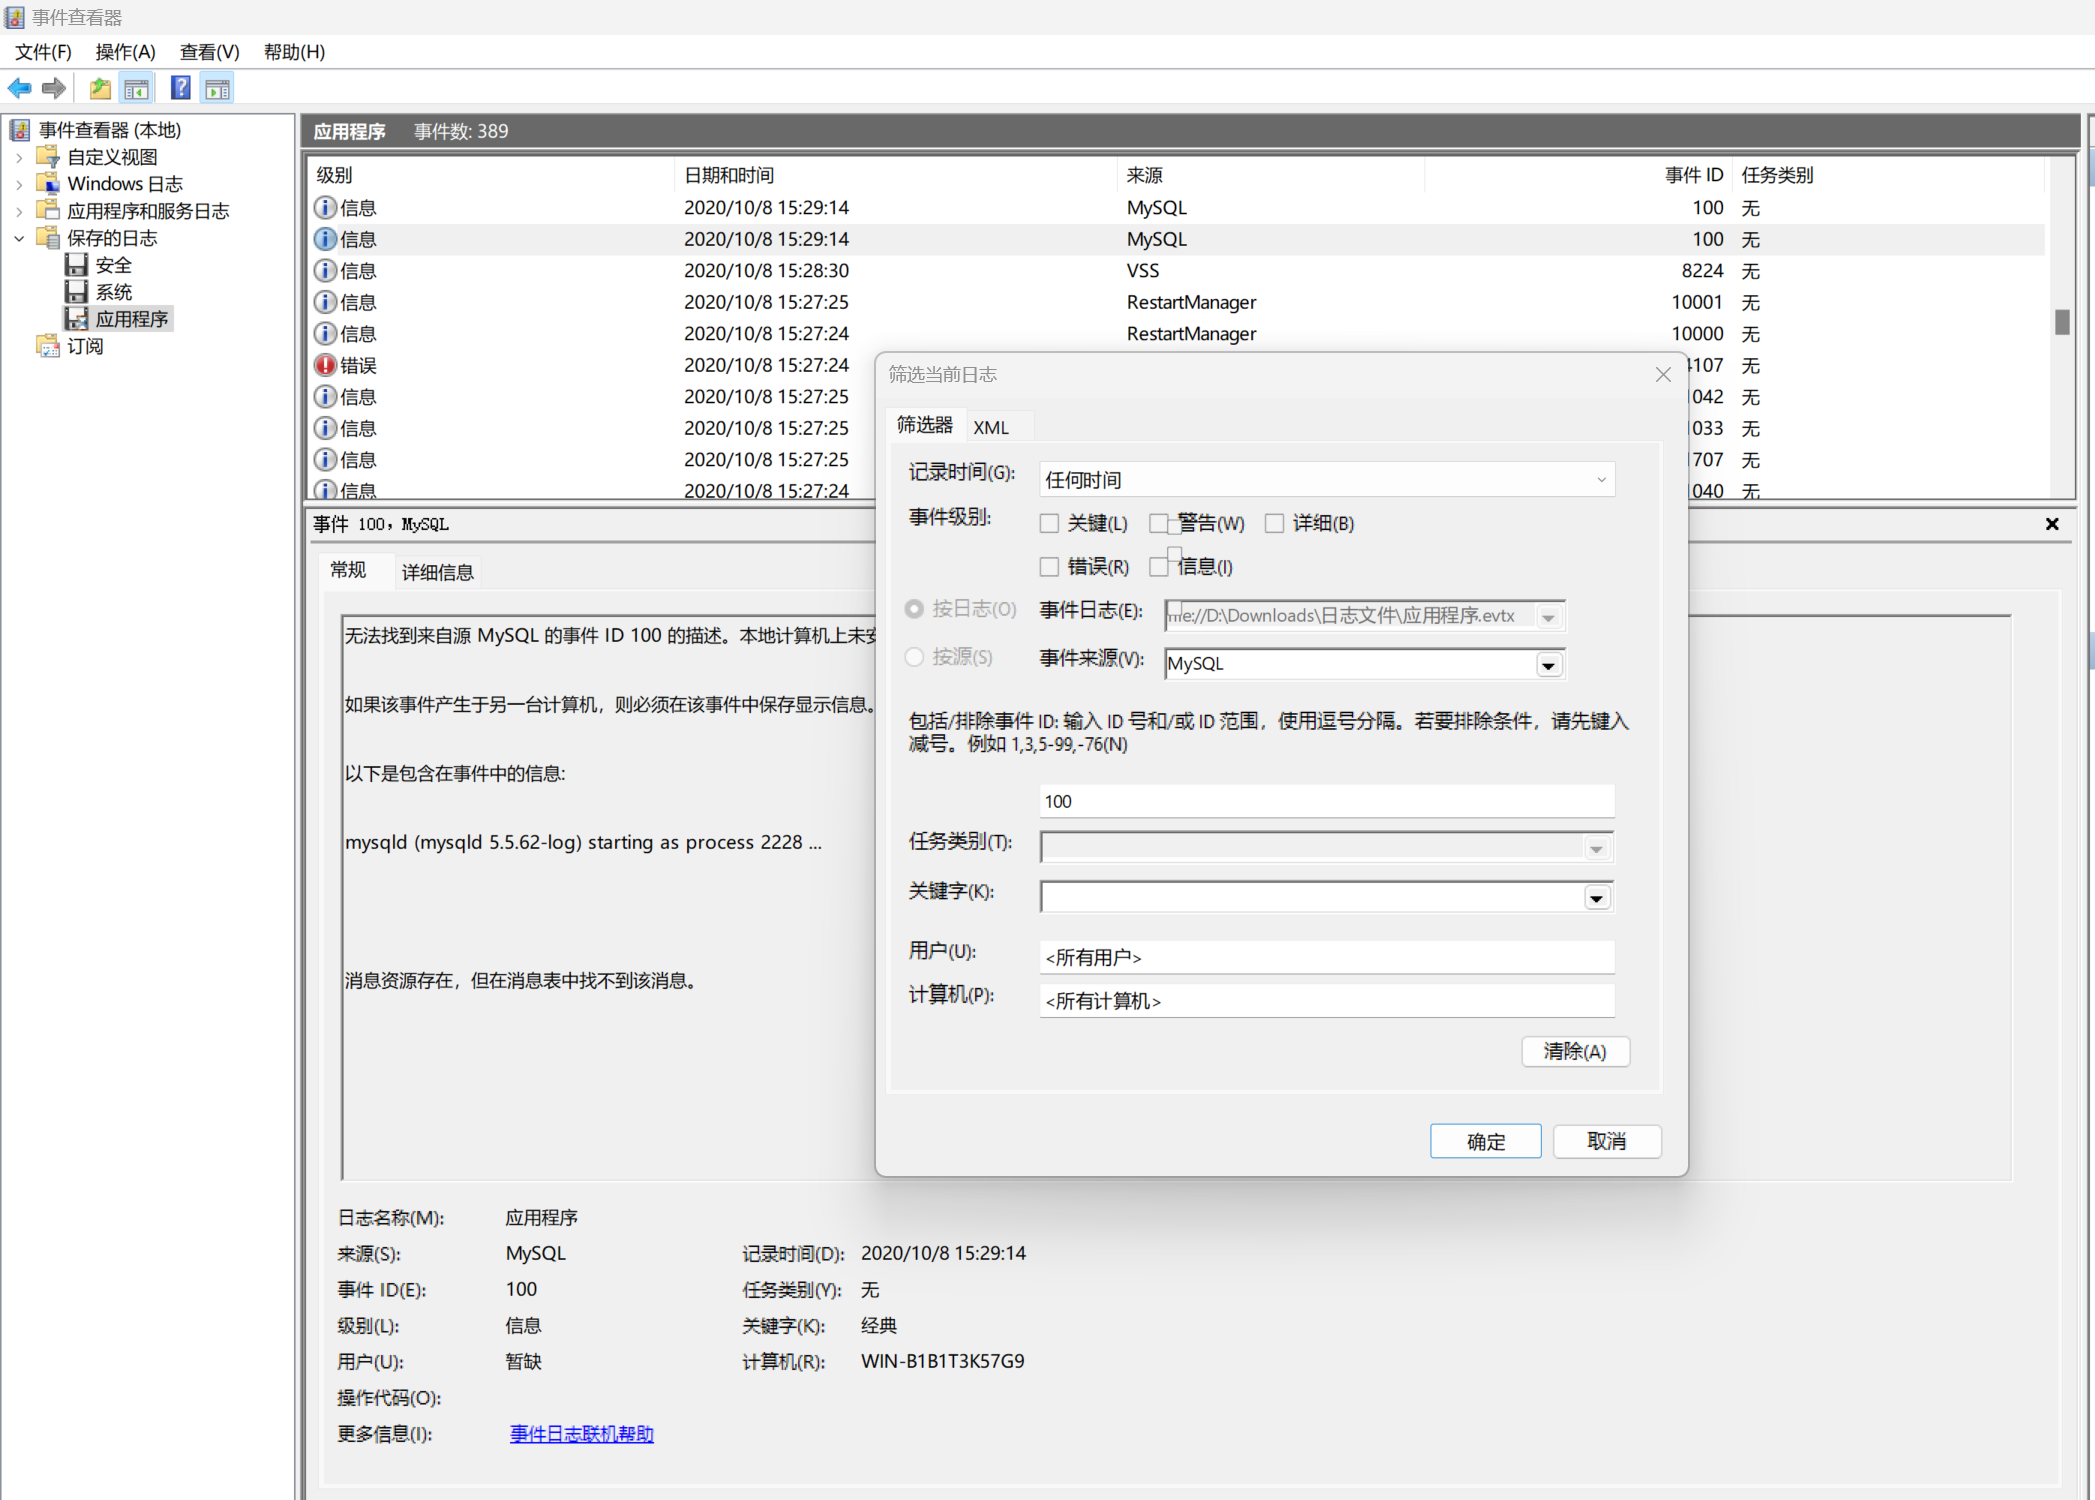 事件查看器
文件(F) 操作(A) 查看(V) 帮助(H)
事件查看器 (本地)
自定义视图
Windows 日志
应用程序和服务日志
保存的日志
安全
系统
应用程序
订阅
应用程序 事件数: 389
级别 日期和时间 来源 事件 ID 任务类别
信息 2020/10/8 15:29:14 MySQL 100 无
信息 2020/10/8 15:29:14 MySQL 100 无
信息 2020/10/8 15:28:30 VSS 8224 无
信息 2020/10/8 15:27:25 RestartManager 10001 无
信息 2020/10/8 15:27:24 RestartManager 10000 无
错误 2020/10/8 15:27:24 无
信息 2020/10/8 15:27:25 无
信息 2020/10/8 15:27:25 无
信息 2020/10/8 15:27:25 无
信息 2020/10/8 15:27:24 无
事件 100，MySQL
常规 详细信息
无法找到来自源 MySQL 的事件 ID 100 的描述。本地计算机上未
如果该事件产生于另一台计算机，则必须在该事件中保存显示信息。
以下是包含在事件中的信息:
mysqld (mysqld 5.5.62-log) starting as process 2228 ...
消息资源存在，但在消息表中找不到该消息。
日志名称(M): 应用程序
来源(S): MySQL 记录时间(D): 2020/10/8 15:29:14
事件 ID(E): 100 任务类别(Y): 无
级别(L): 信息 关键字(K): 经典
用户(U): 暂缺 计算机(R): WIN-B1B1T3K57G9
操作代码(O):
更多信息(I): 事件日志联机帮助
筛选当前日志
筛选器 XML
记录时间(G): 任何时间
事件级别: 关键(L) 警告(W) 详细(B)
错误(R) 信息(I)
按日志(O) 事件日志(E): D:\Downloads\日志文件\应用程序.evtx
按源(S) 事件来源(V): MySQL
包括/排除事件 ID: 输入 ID 号和/或 ID 范围，使用逗号分隔。若要排除条件，请先键入
减号。例如 1,3,5-99,-76(N)
100
任务类别(T):
关键字(K):
用户(U): <所有用户>
计算机(P): <所有计算机>
清除(A)
确定 取消